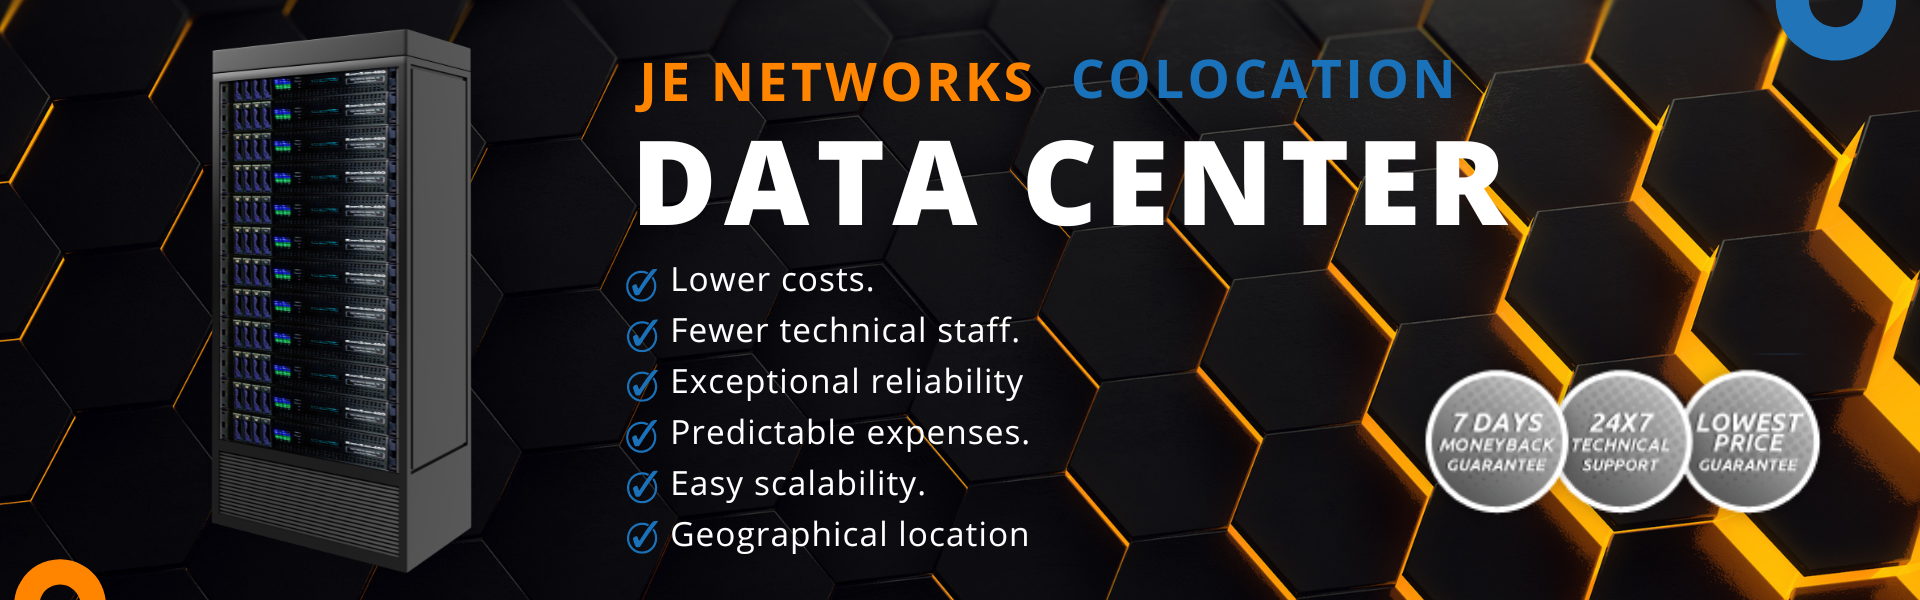 JE NETWORKS COLOCATION
DATA CENTER
Lower costs.
Fewer technical staff.
Exceptional reliability
Predictable expenses.
Easy scalability.
Geographical location
7 DAYS
MONEYBACK
GUARANTEE
24X7
TECHNICAL
SUPPORT
LOWEST
PRICE
GUARANTEE